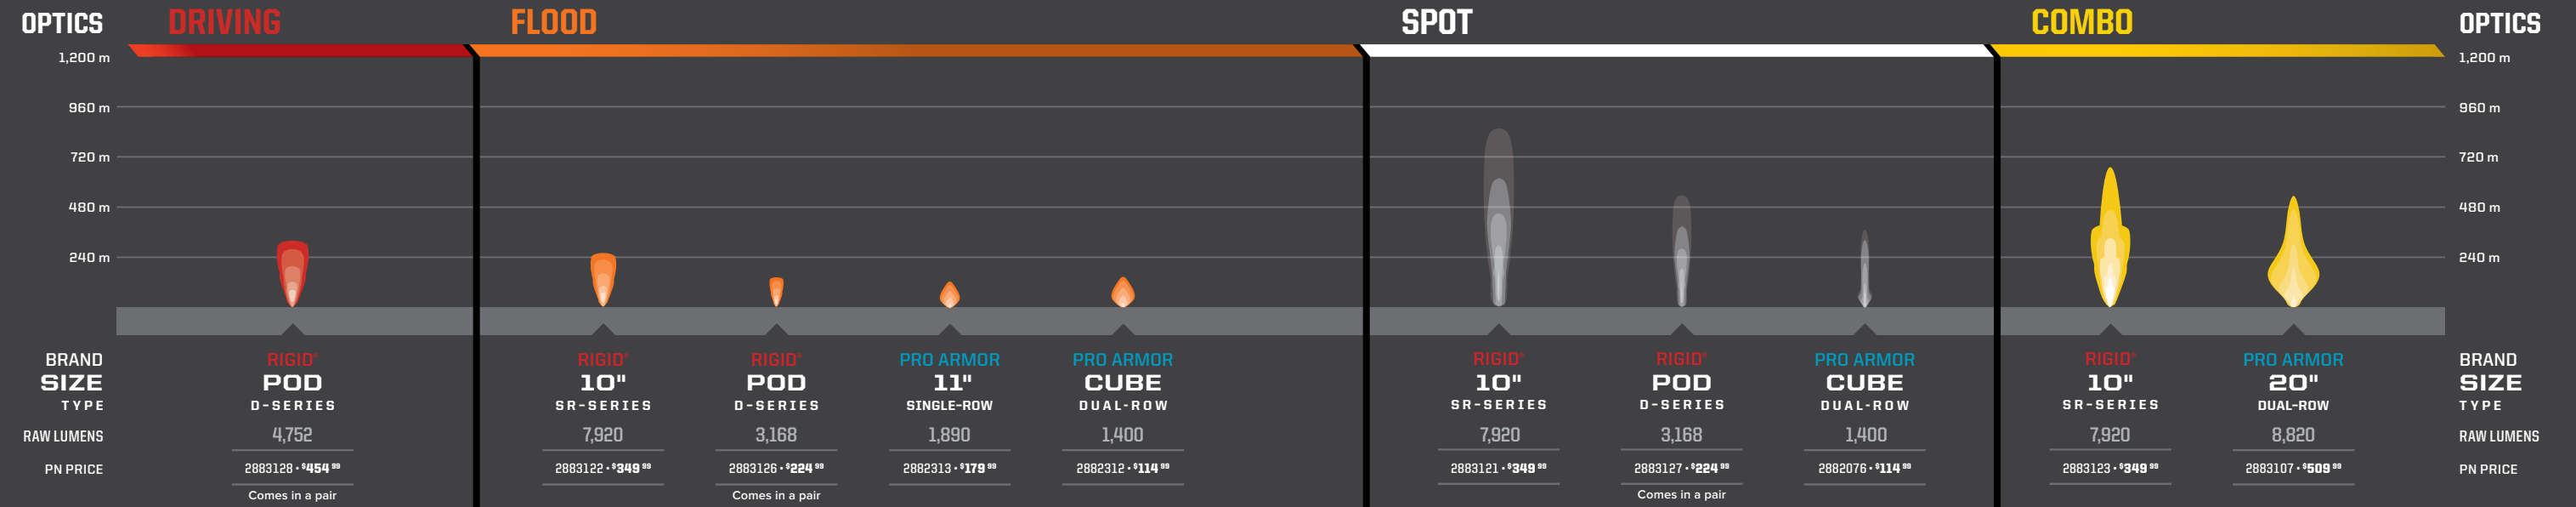 OPTICS DRIVING FLOOD SPOT COMBO OPTICS
1,200 m 1,200 m
960 m 960 m
720 m 720 m
480 m 480 m
240 m 240 m
BRAND RIGID® RIGID® RIGID® PRO ARMOR PRO ARMOR RIGID® RIGID® PRO ARMOR RIGID® PRO ARMOR BRAND
SIZE POD 10" POD 11" CUBE 10" POD CUBE 10" 20" SIZE
TYPE D-SERIES SR-SERIES D-SERIES SINGLE-ROW DUAL-ROW SR-SERIES D-SERIES DUAL-ROW SR-SERIES DUAL-ROW TYPE
RAW LUMENS 4,752 7,920 3,168 1,890 1,400 7,920 3,168 1,400 7,920 8,820 RAW LUMENS
PN PRICE 2883128 • $454 99 2883122 • $349 99 2883126 • $224 99 2882313 • $179 99 2882312 • $114 99 2883121 • $349 99 2883127 • $224 99 2882076 • $114 99 2883123 • $349 99 2883107 • $509 99 PN PRICE
Comes in a pair Comes in a pair Comes in a pair